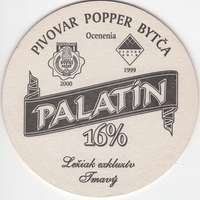 PIVOVAR POPPER BYTČA
Ocenenia
2000
1999
PALATÍN
16%
Ležiak exkluzív
Tmavý